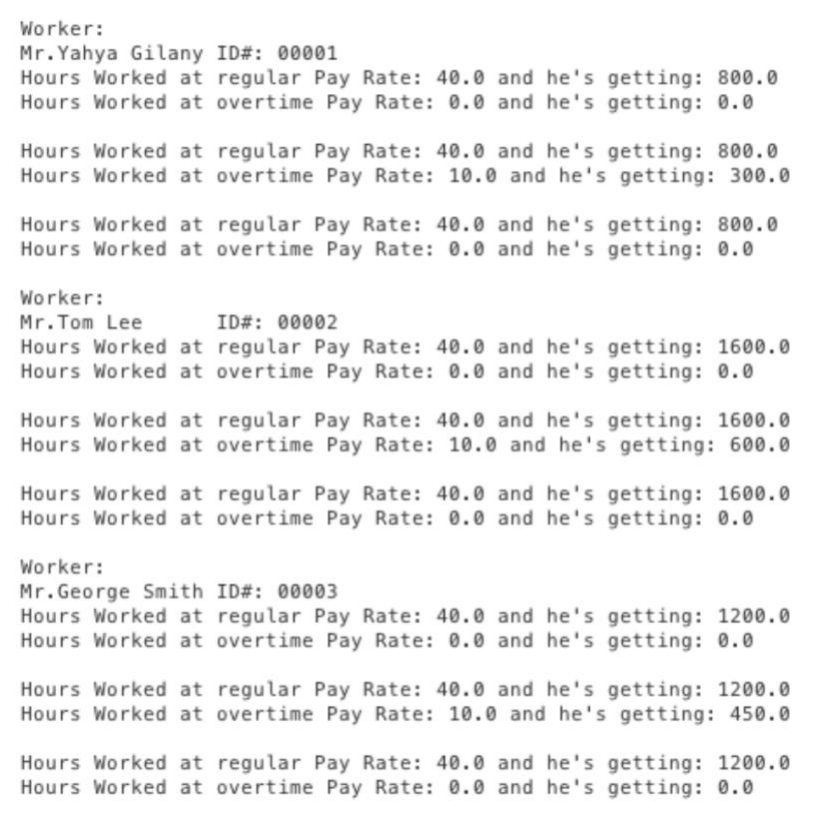 Worker:
Mr.Yahya Gilany ID#: 00001
Hours Worked at regular Pay Rate: 40.0 and he's getting: 800.0
Hours Worked at overtime Pay Rate: 0.0 and he's getting: 0.0
Hours Worked at regular Pay Rate: 40.0 and he's getting: 800.0
Hours Worked at overtime Pay Rate: 10.0 and he's getting: 300.0
Hours Worked at regular Pay Rate: 40.0 and he's getting: 800.0
Hours Worked at overtime Pay Rate: 0.0 and he's getting: 0.0
Worker:
Mr.Tom Lee      ID#: 00002
Hours Worked at regular Pay Rate: 40.0 and he's getting: 1600.0
Hours Worked at overtime Pay Rate: 0.0 and he's getting: 0.0
Hours Worked at regular Pay Rate: 40.0 and he's getting: 1600.0
Hours Worked at overtime Pay Rate: 10.0 and he's getting: 600.0
Hours Worked at regular Pay Rate: 40.0 and he's getting: 1600.0
Hours Worked at overtime Pay Rate: 0.0 and he's getting: 0.0
Worker:
Mr.George Smith ID#: 00003
Hours Worked at regular Pay Rate: 40.0 and he's getting: 1200.0
Hours Worked at overtime Pay Rate: 0.0 and he's getting: 0.0
Hours Worked at regular Pay Rate: 40.0 and he's getting: 1200.0
Hours Worked at overtime Pay Rate: 10.0 and he's getting: 450.0
Hours Worked at regular Pay Rate: 40.0 and he's getting: 1200.0
Hours Worked at overtime Pay Rate: 0.0 and he's getting: 0.0